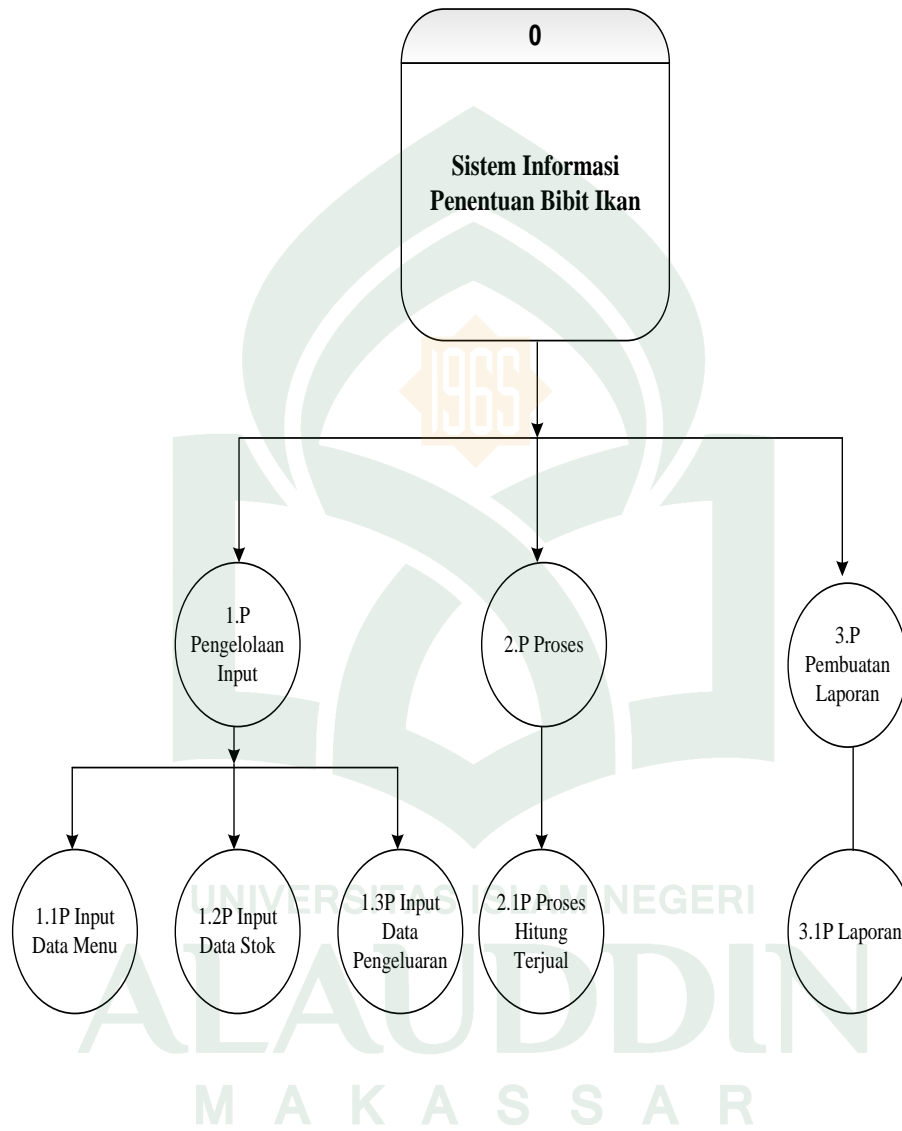 0
Sistem Informasi
Penentuan Bibit Ikan
1965
1.P
Pengelolaan
Input
2.P Proses
3.P
Pembuatan
Laporan
1.1P Input
Data Menu
1.2P Input
Data Stok
1.3P Input
Data
Pengeluaran
2.1P Proses
Hitung
Terjual
3.1P Laporan
UNIVERSITAS ISLAM NEGERI
ALAUDDIN
MAKASSAR